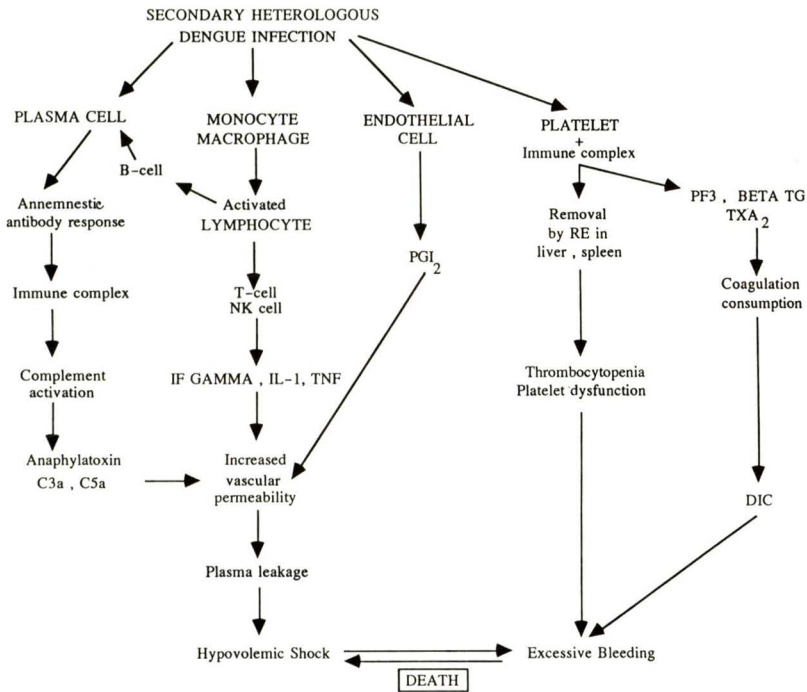 SECONDARY HETEROLOGOUS
DENGUE INFECTION
PLASMA CELL
MONOCYTE
MACROPHAGE
ENDOTHELIAL
CELL
PLATELET
+
Immune complex
B-cell
Annemnestic
antibody response
Activated
LYMPHOCYTE
Removal
by RE in
liver , spleen
PF3 , BETA TG
TXA2
PGI2
Immune complex
T-cell
NK cell
Coagulation
consumption
Complement
activation
IF GAMMA , IL-1, TNF
Thrombocytopenia
Platelet dysfunction
Anaphylatoxin
C3a , C5a
Increased
vascular
permeability
DIC
Plasma leakage
Hypovolemic Shock
Excessive Bleeding
DEATH